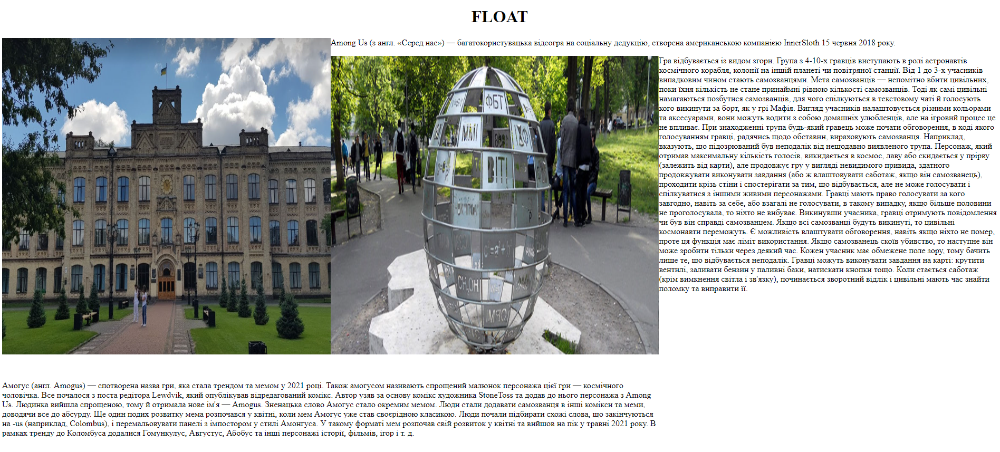 FLOAT
Among Us (з англ. «Серед нас») — багатокористувацька відеогра на соціальну дедукцію, створена американською компанією InnerSloth 15 червня 2018 року.
ФБТ
ММІ
ІХФ
ВІТІ
Гра відбувається із видом згори. Група з 4-10-х гравців виступають в ролі астронавтів
космічного корабля, колонії на іншій планеті чи повітряної станції. Від 1 до 3-х учасників
випадковим чином стають самозванцями. Мета самозванців — непомітно вбити цивільних,
поки їхня кількість не стане принаймні рівною кількості самозванців. Тоді як самі цивільні
намагаються позбутися самозванців, для чого спілкуються в текстовому чаті й голосують
кого викинути за борт, як у грі Мафія. Вигляд учасників налаштовується різними кольорами
та аксесуарами, вони можуть водити з собою домашніх улюбленців, але на ігровий процес це
не впливає. При знаходженні трупа будь-який гравець може почати обговорення, в ході якого
голосуванням гравці, радячись щодо обставин, вираховують самозванця. Наприклад,
вказують, що підозрюваний був неподалік від нещодавно виявленого трупа. Персонаж, який
отримав максимальну кількість голосів, викидається в космос, лаву або скидається у прірву
(залежить від карти), але продовжує гру у вигляді невидимого привида, здатного
продовжувати виконувати завдання (або ж влаштовувати саботаж, якщо він самозванець),
проходити крізь стіни і спостерігати за тим, що відбувається, але не може голосувати і
спілкуватися з іншими живими персонажами. Гравці мають право голосувати за кого
завгодно, навіть за себе, або взагалі не голосувати, в такому випадку, якщо більше половини
не проголосувала, то ніхто не вибуває. Викинувши учасника, гравці отримують повідомлення
чи був він справді самозванцем. Якщо всі самозванці будуть викинуті, то цивільні
космонавти переможуть. Є можливість влаштувати обговорення, навіть якщо ніхто не помер,
проте ця функція має ліміт використання. Якщо самозванець скоїв убивство, то наступне він
може зробити тільки через деякий час. Кожен учасник має обмежене поле зору, тому бачить
лише те, що відбувається неподалік. Гравці можуть виконувати завдання на карті: крутити
вентилі, заливати бензин у паливні баки, натискати кнопки тощо. Коли стається саботаж
(крім вимкнення світла і зв'язку), починається зворотний відлік і цивільні мають час знайти
поломку та виправити її.
Амогус (англ. Amogus) — спотворена назва гри, яка стала трендом та мемом у 2021 році. Також амогусом називають спрощений малюнок персонажа цієї гри — космічного
чоловічка. Все почалося з поста редітора Lewdvik, який опублікував відредагований комікс. Автор узяв за основу комікс художника StoneToss та додав до нього персонажа з Among
Us. Людинка вийшла спрощеною, тому й отримала нове ім'я — Amogus. Зненацька слово Амогус стало окремим мемом. Люди стали додавати самозванця в інші комікси та меми,
доводячи все до абсурду. Ще один подих розвитку мема розпочався у квітні, коли мем Амогус уже став своєрідною класикою. Люди почали підбирати схожі слова, що закінчуються
на -us (наприклад, Colombus), і перемальовувати панелі з імпостором у стилі Амонгуса. У такому форматі мем розпочав свій розвиток у квітні та вийшов на пік у травні 2021 року. В
рамках тренду до Коломбуса додалися Гомункулус, Августус, Абобус та інші персонажі історії, фільмів, ігор і т. д.